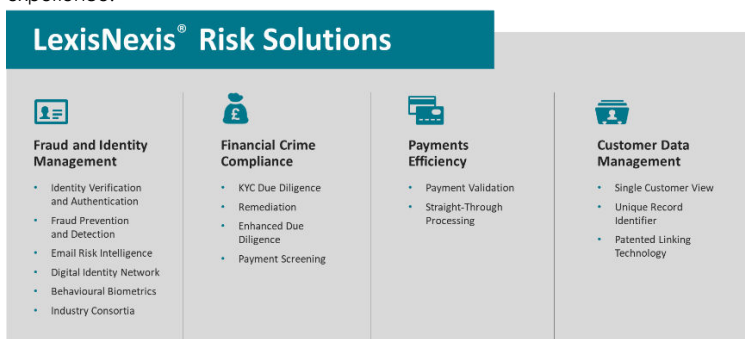 experience.
LexisNexis® Risk Solutions
Fraud and Identity
Management
• Identity Verification
and Authentication
• Fraud Prevention
and Detection
• Email Risk Intelligence
• Digital Identity Network
• Behavioural Biometrics
• Industry Consortia
£
Financial Crime
Compliance
• KYC Due Diligence
• Remediation
• Enhanced Due
Diligence
• Payment Screening
Payments
Efficiency
• Payment Validation
• Straight-Through
Processing
Customer Data
Management
• Single Customer View
• Unique Record
Identifier
• Patented Linking
Technology